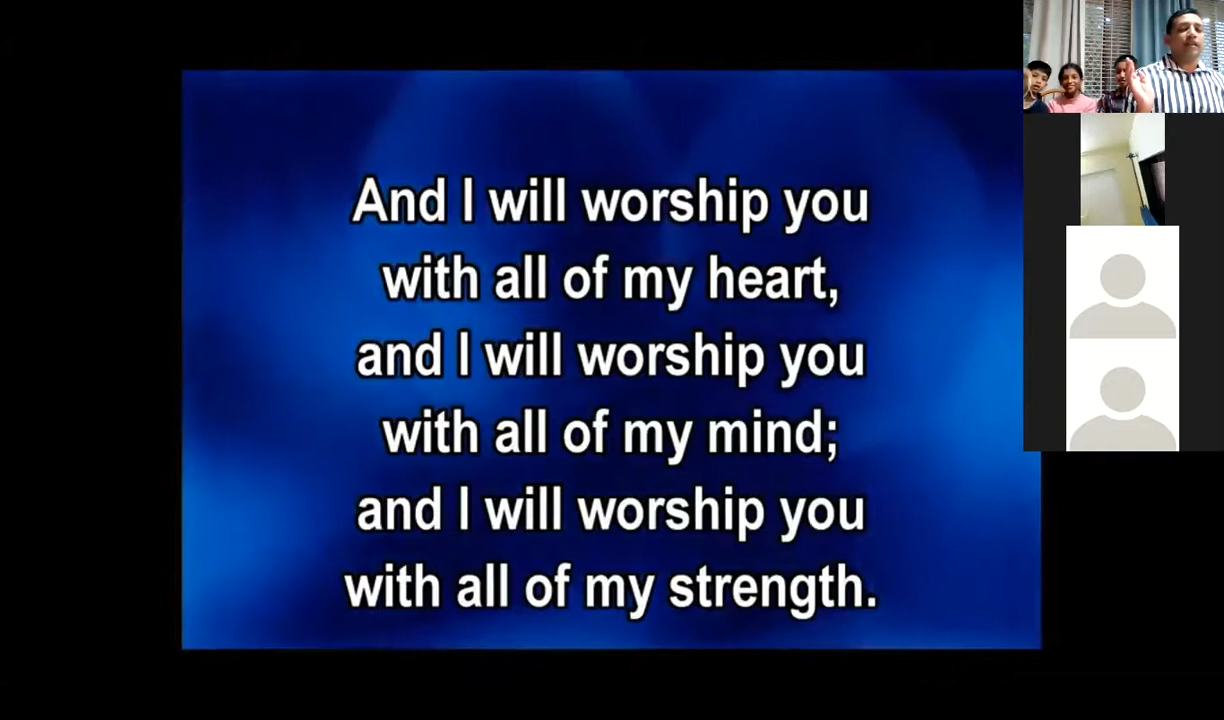 And I will worship you
with all of my heart,
and I will worship you
with all of my mind;
and I will worship you
with all of my strength.